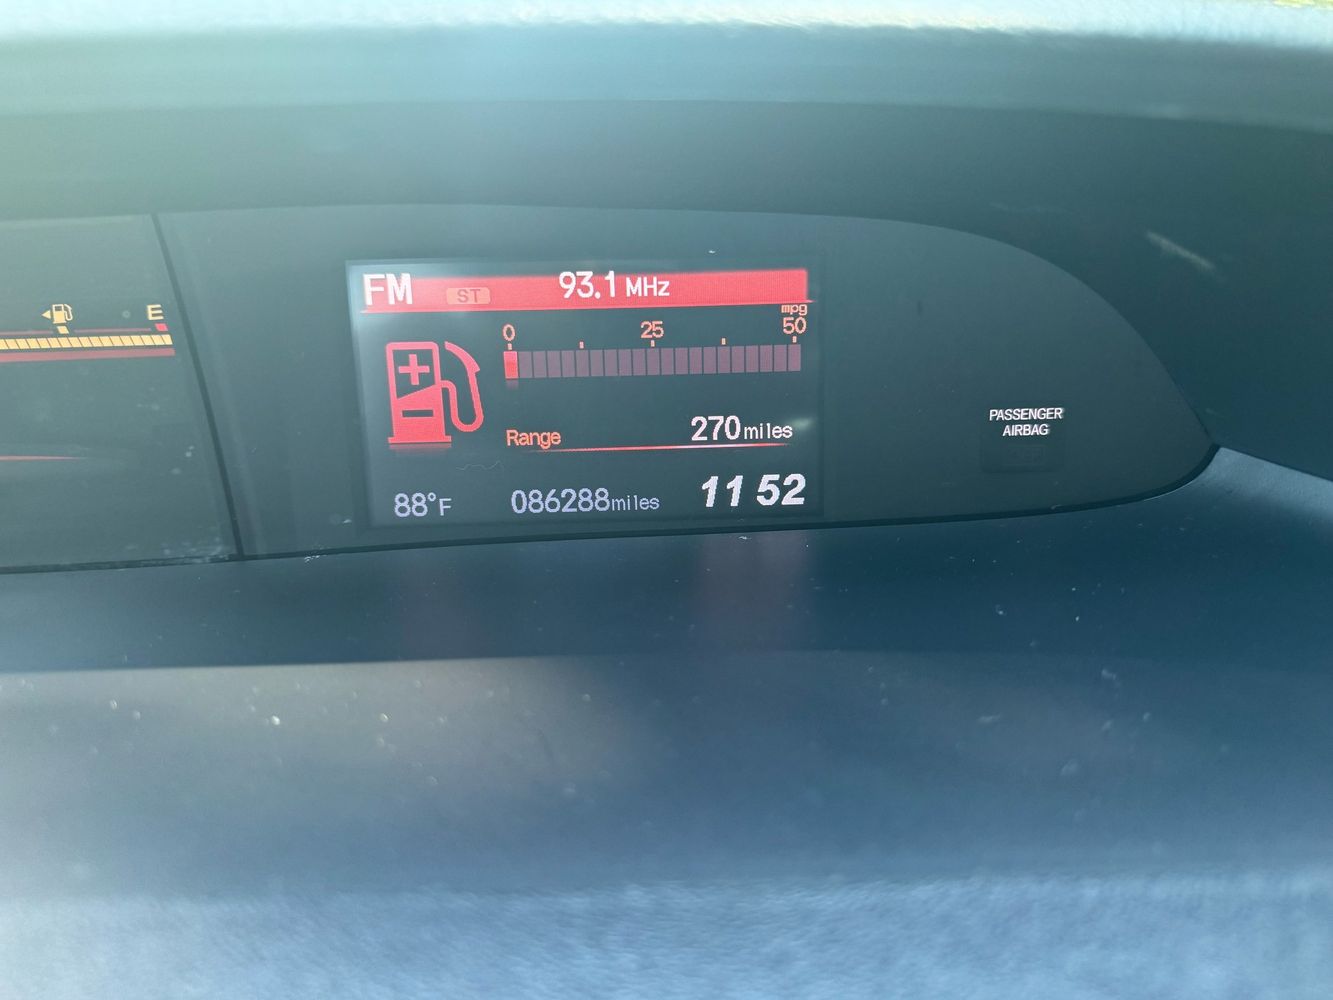 FM ST 93.1 MHz
mpg
0 25 50
E
Range 270 miles
88°F 086288 miles 11 52
PASSENGER
AIRBAG